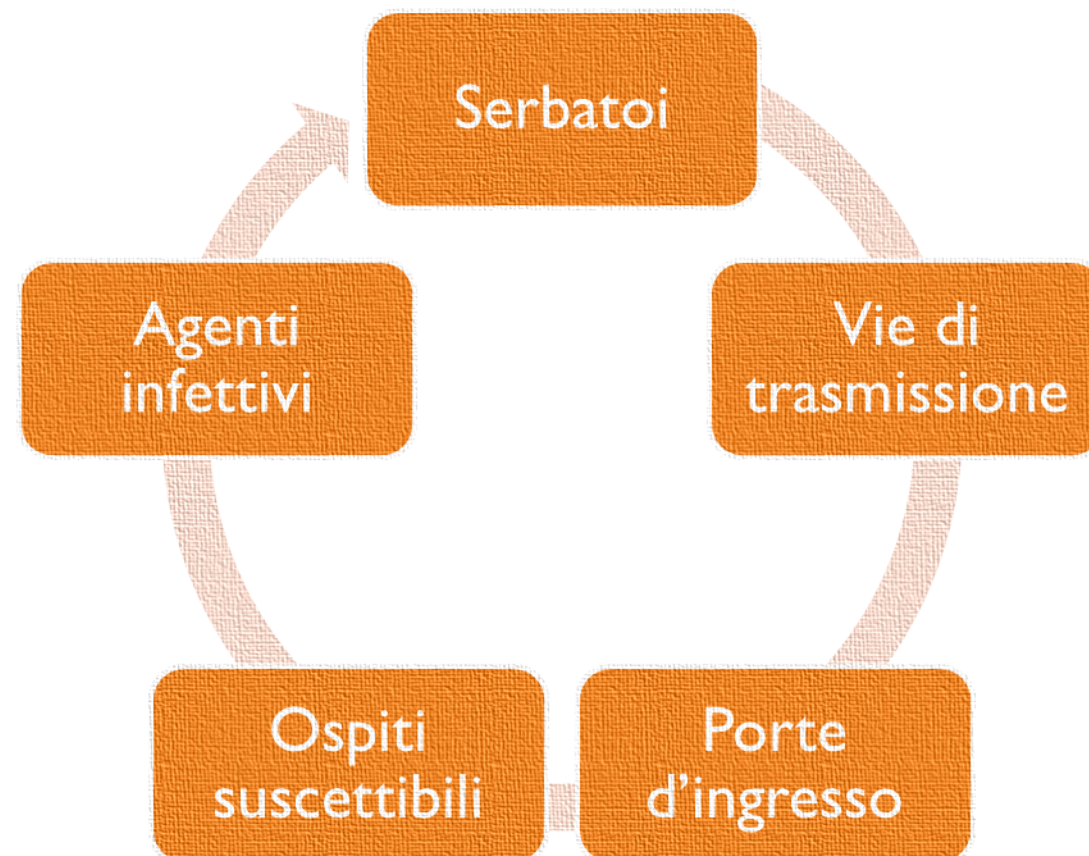 Serbatoi
Vie di
trasmissione
Porte
d’ingresso
Ospiti
suscettibili
Agenti
infettivi